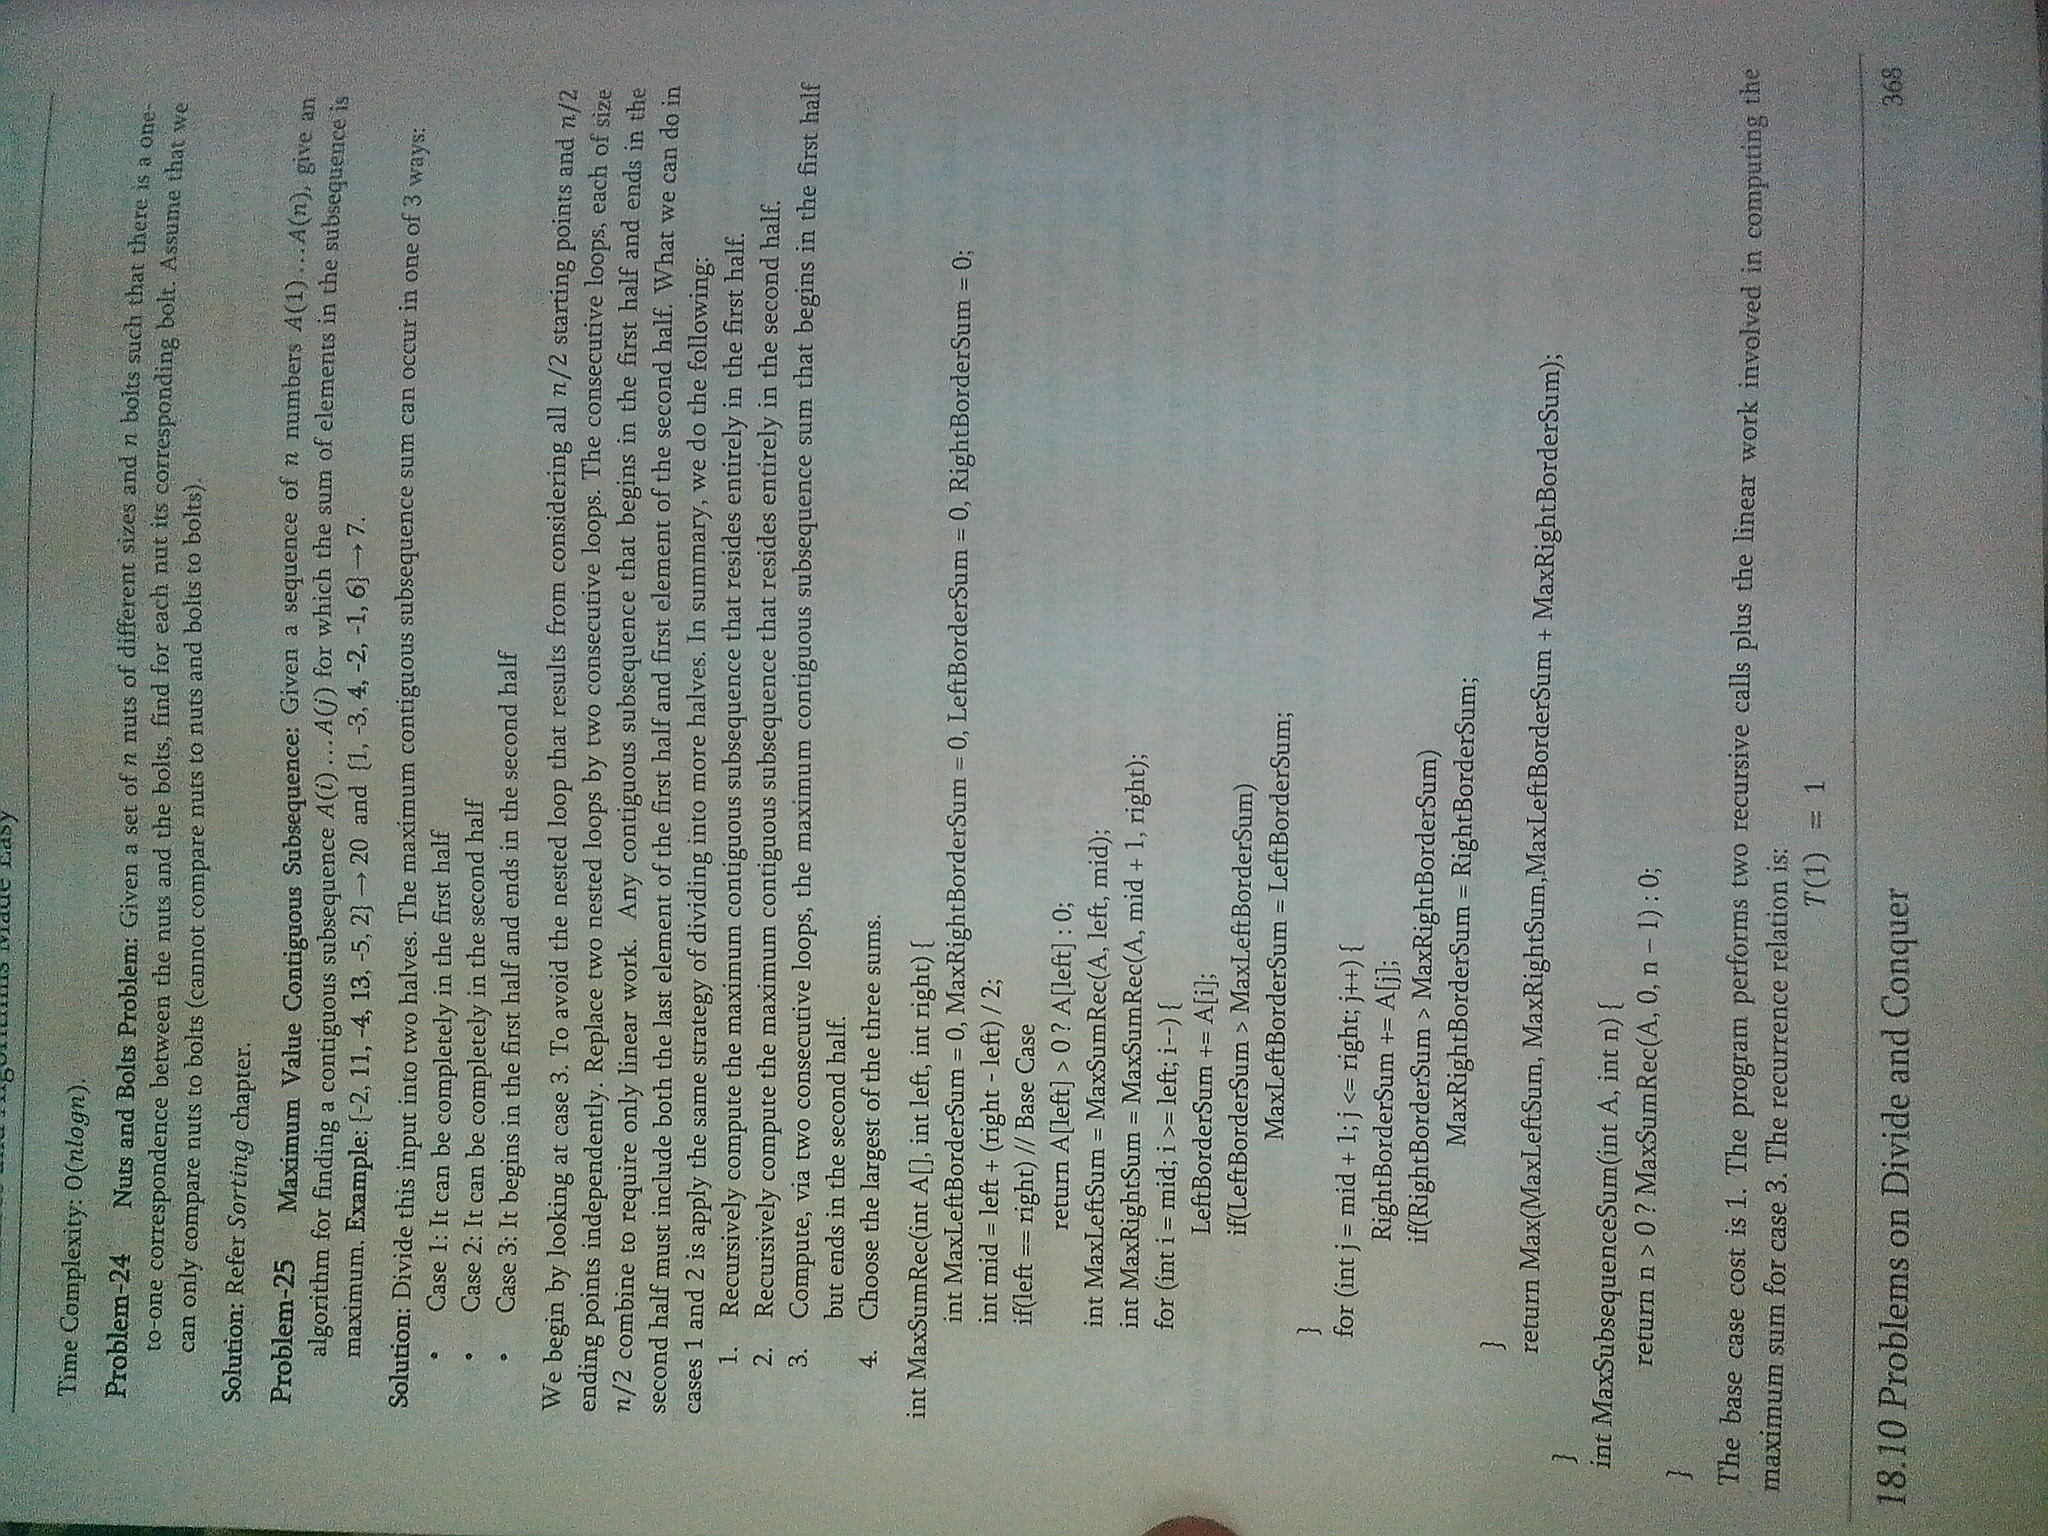 Made Easy
Time Complexity: O(nlogn).
Problem-24 Nuts and Bolts Problem: Given a set of n nuts of different sizes and n bolts such that there is a one-
to-one correspondence between the nuts and the bolts, find for each nut its corresponding bolt. Assume that we
can only compare nuts to bolts (cannot compare nuts to nuts and bolts to bolts).
Solution: Refer Sorting chapter.
Problem-25 Maximum Value Contiguous Subsequence: Given a sequence of n numbers A(1) ... A(n), give an
algorithm for finding a contiguous subsequence A(i) ... A(j) for which the sum of elements in the subsequence is
maximum. Example: {-2, 11, -4, 13, -5, 2} → 20 and {1, -3, 4, -2, -1, 6} → 7.
Solution: Divide this input into two halves. The maximum contiguous subsequence sum can occur in one of 3 ways:
• Case 1: It can be completely in the first half
• Case 2: It can be completely in the second half
• Case 3: It begins in the first half and ends in the second half
We begin by looking at case 3. To avoid the nested loop that results from considering all n/2 starting points and n/2
ending points independently. Replace two nested loops by two consecutive loops. The consecutive loops, each of size
n/2 combine to require only linear work. Any contiguous subsequence that begins in the first half and ends in the
second half must include both the last element of the first half and first element of the second half. What we can do in
cases 1 and 2 is apply the same strategy of dividing into more halves. In summary, we do the following:
1. Recursively compute the maximum contiguous subsequence that resides entirely in the first half.
2. Recursively compute the maximum contiguous subsequence that resides entirely in the second half.
3. Compute, via two consecutive loops, the maximum contiguous subsequence sum that begins in the first half
but ends in the second half.
4. Choose the largest of the three sums.
int MaxSumRec(int A[], int left, int right) {
int MaxLeftBorderSum = 0, MaxRightBorderSum = 0, LeftBorderSum = 0, RightBorderSum = 0;
int mid = left + (right - left) / 2;
if(left == right) // Base Case
return A[left] > 0 ? A[left] : 0;
int MaxLeftSum = MaxSumRec(A, left, mid);
int MaxRightSum = MaxSumRec(A, mid + 1, right);
for (int i = mid; i >= left; i--) {
LeftBorderSum += A[i];
if(LeftBorderSum > MaxLeftBorderSum)
MaxLeftBorderSum = LeftBorderSum;
}
for (int j = mid + 1; j <= right; j++) {
RightBorderSum += A[j];
if(RightBorderSum > MaxRightBorderSum)
MaxRightBorderSum = RightBorderSum;
}
return Max(MaxLeftSum, MaxRightSum,MaxLeftBorderSum + MaxRightBorderSum);
}
int MaxSubsequenceSum(int A, int n) {
return n > 0 ? MaxSumRec(A, 0, n - 1) : 0;
}
The base case cost is 1. The program performs two recursive calls plus the linear work involved in computing the
maximum sum for case 3. The recurrence relation is:
T(1) = 1
18.10 Problems on Divide and Conquer 368